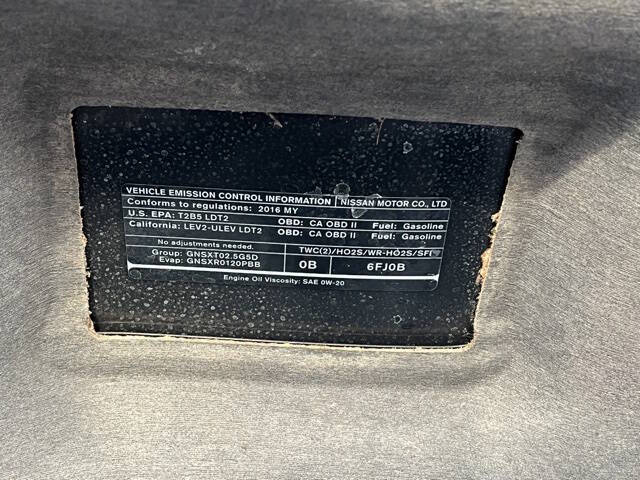 VEHICLE EMISSION CONTROL INFORMATION NISSAN MOTOR CO., LTD
Conforms to regulations: 2016 MY
U.S. EPA: T2B5 LDT2 OBD: CA OBD II Fuel: Gasoline
California: LEV2-ULEV LDT2 OBD: CA OBD II Fuel: Gasoline
No adjustments needed. TWC(2)/HO2S/WR-HO2S/SFI
Group: GNSXT02.5G5D
Evap: GNSXR0120PBB 0B 6FJ0B
Engine Oil Viscosity: SAE 0W-20